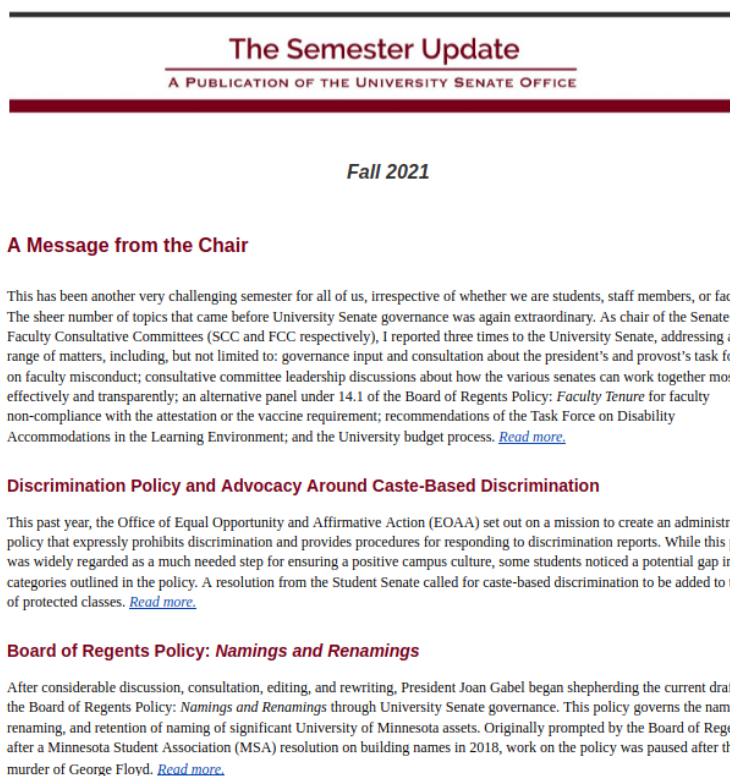 The Semester Update
A PUBLICATION OF THE UNIVERSITY SENATE OFFICE
Fall 2021
A Message from the Chair
This has been another very challenging semester for all of us, irrespective of whether we are students, staff members, or
The sheer number of topics that came before University Senate governance was again extraordinary. As chair of the Senate
Faculty Consultative Committees (SCC and FCC respectively), I reported three times to the University Senate, addressing
range of matters, including, but not limited to: governance input and consultation about the president's and provost's task
on faculty misconduct; consultative committee leadership discussions about how the various senates can work together
effectively and transparently; an alternative panel under 14.1 of the Board of Regents Policy: Faculty Tenure for faculty
non-compliance with the attestation or the vaccine requirement; recommendations of the Task Force on Disability
Accommodations in the Learning Environment; and the University budget process. Read more.
Discrimination Policy and Advocacy Around Caste-Based Discrimination
This past year, the Office of Equal Opportunity and Affirmative Action (EOAA) set out on a mission to create an
policy that expressly prohibits discrimination and provides procedures for responding to discrimination reports. While this
was widely regarded as a much needed step for ensuring a positive campus culture, some students noticed a potential gap
categories outlined in the policy. A resolution from the Student Senate called for caste-based discrimination to be added to
of protected classes. Read more.
Board of Regents Policy: Namings and Renamings
After considerable discussion, consultation, editing, and rewriting, President Joan Gabel began shepherding the current
the Board of Regents Policy: Namings and Renamings through University Senate governance. This policy governs the
renaming, and retention of naming of significant University of Minnesota assets. Originally prompted by the Board of
after a Minnesota Student Association (MSA) resolution on building names in 2018, work on the policy was paused after
murder of George Floyd. Read more.